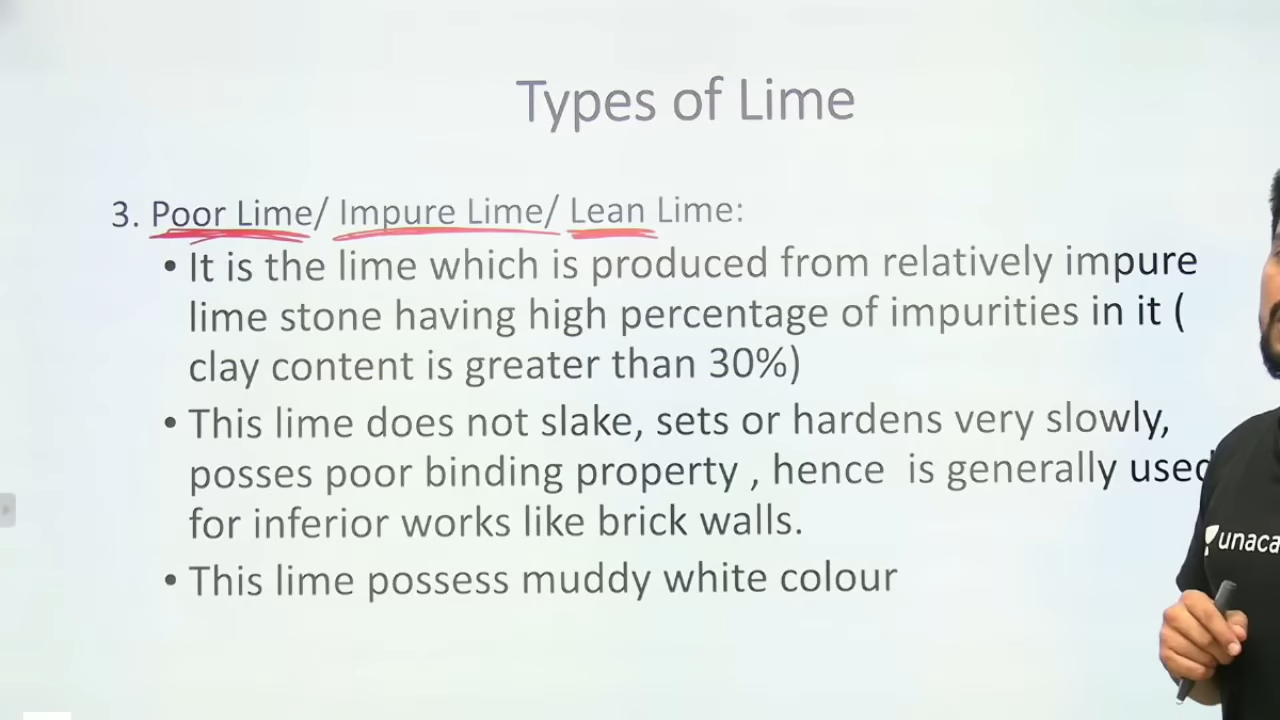 Types of Lime
3. Poor Lime/ Impure Lime/ Lean Lime:
• It is the lime which is produced from relatively impure
lime stone having high percentage of impurities in it (
clay content is greater than 30%)
• This lime does not slake, sets or hardens very slowly,
posses poor binding property , hence is generally used
for inferior works like brick walls.
• This lime possess muddy white colour
unaca